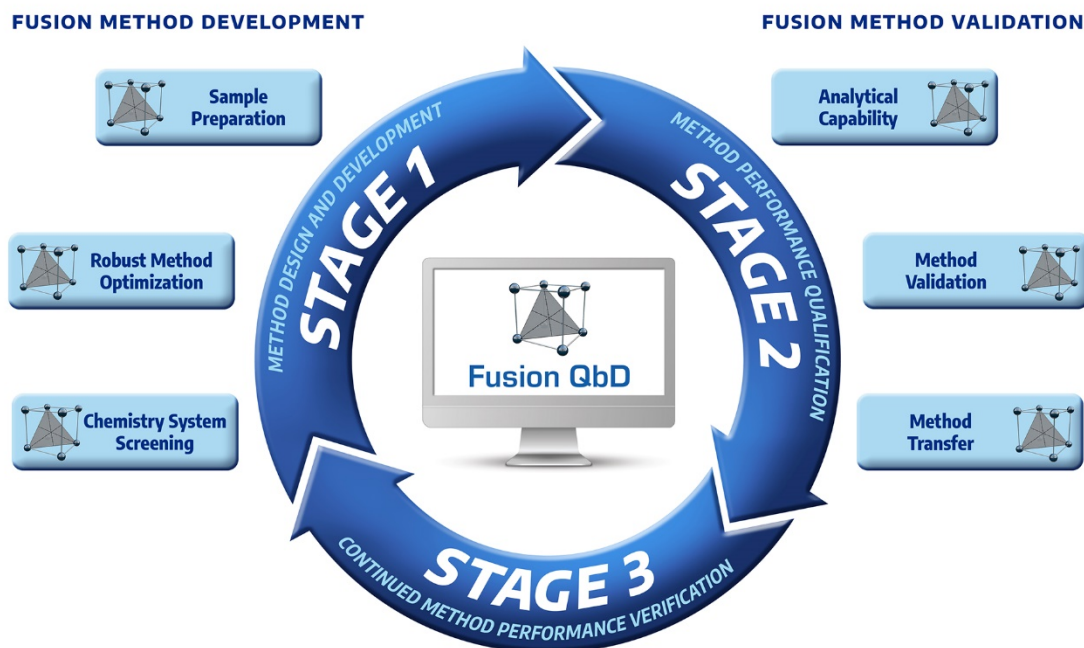 FUSION METHOD DEVELOPMENT
FUSION METHOD VALIDATION
Sample
Preparation
Robust Method
Optimization
Chemistry System
Screening
METHOD DESIGN AND DEVELOPMENT
STAGE 1
Fusion QbD
METHOD PERFORMANCE QUALIFICATION
STAGE 2
STAGE 3
CONTINUED METHOD PERFORMANCE VERIFICATION
Analytical
Capability
Method
Validation
Method
Transfer